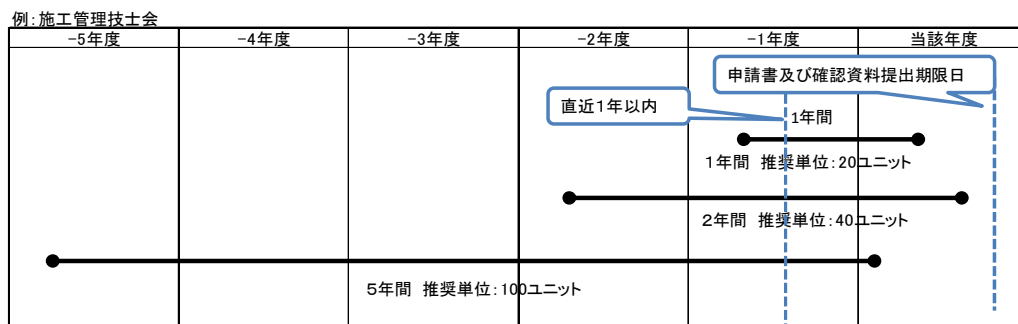 例:施工管理技士会
-5年度 -4年度 -3年度 -2年度 -1年度 当該年度
申請書及び確認資料提出期限日
直近1年以内
1年間
1年間 推奨単位:20ユニット
2年間 推奨単位:40ユニット
5年間 推奨単位:100ユニット